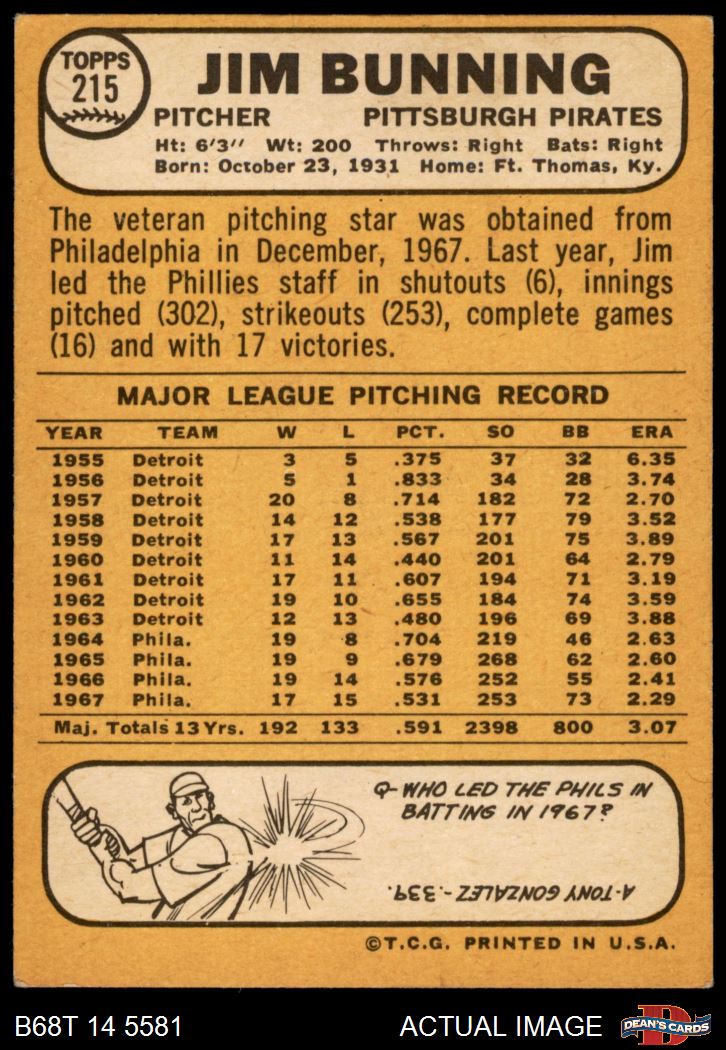 TOPPS
215
JIM BUNNING
PITCHER PITTSBURGH PIRATES
Ht: 6'3" Wt: 200 Throws: Right Bats: Right
Born: October 23, 1931 Home: Ft. Thomas, Ky.
The veteran pitching star was obtained from
Philadelphia in December, 1967. Last year, Jim
led the Phillies staff in shutouts (6), innings
pitched (302), strikeouts (253), complete games
(16) and with 17 victories.
MAJOR LEAGUE PITCHING RECORD
YEAR TEAM W L PCT. SO BB ERA
1955 Detroit 3 5 .375 37 32 6.35
1956 Detroit 5 1 .833 34 28 3.74
1957 Detroit 20 8 .714 182 72 2.70
1958 Detroit 14 12 .538 177 79 3.52
1959 Detroit 17 13 .567 201 75 3.89
1960 Detroit 11 14 .440 201 64 2.79
1961 Detroit 17 11 .607 194 71 3.19
1962 Detroit 19 10 .655 184 74 3.59
1963 Detroit 12 13 .480 196 69 3.88
1964 Phila. 19 8 .704 219 46 2.63
1965 Phila. 19 9 .679 268 62 2.60
1966 Phila. 19 14 .576 252 55 2.41
1967 Phila. 17 15 .531 253 73 2.29
Maj. Totals 13 Yrs. 192 133 .591 2398 800 3.07
Q-WHO LED THE PHILS IN
BATTING IN 1967?
A-TONY GONZALEZ-.339.
©T.C.G. PRINTED IN U.S.A.
B68T 14 5581 ACTUAL IMAGE
D
DEAN'S CARDS